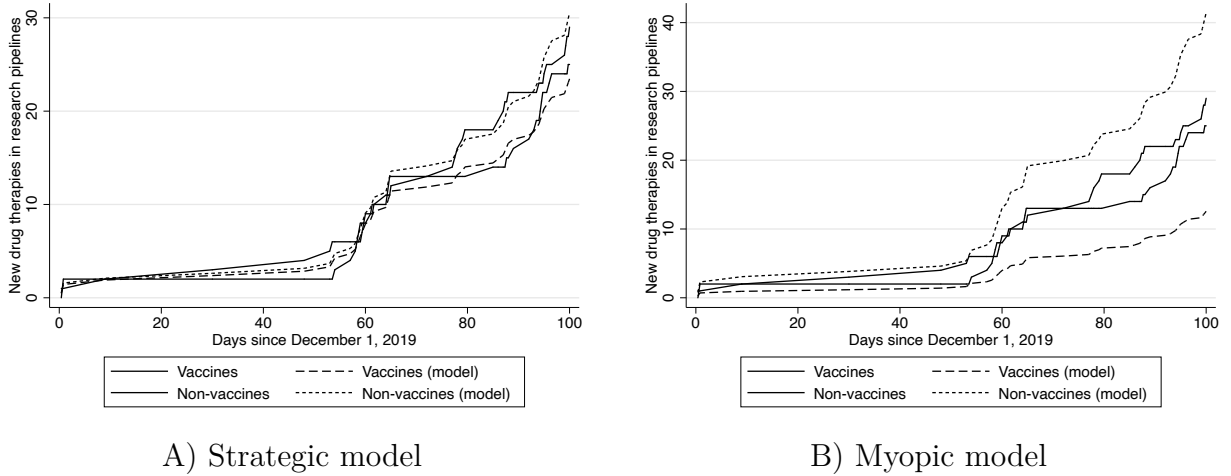 New drug therapies in research pipelines
30
20
10
0
0 20 40 60 80 100
Days since December 1, 2019
Vaccines Vaccines (model)
Non-vaccines Non-vaccines (model)
A) Strategic model
New drug therapies in research pipelines
40
30
20
10
0
0 20 40 60 80 100
Days since December 1, 2019
Vaccines Vaccines (model)
Non-vaccines Non-vaccines (model)
B) Myopic model